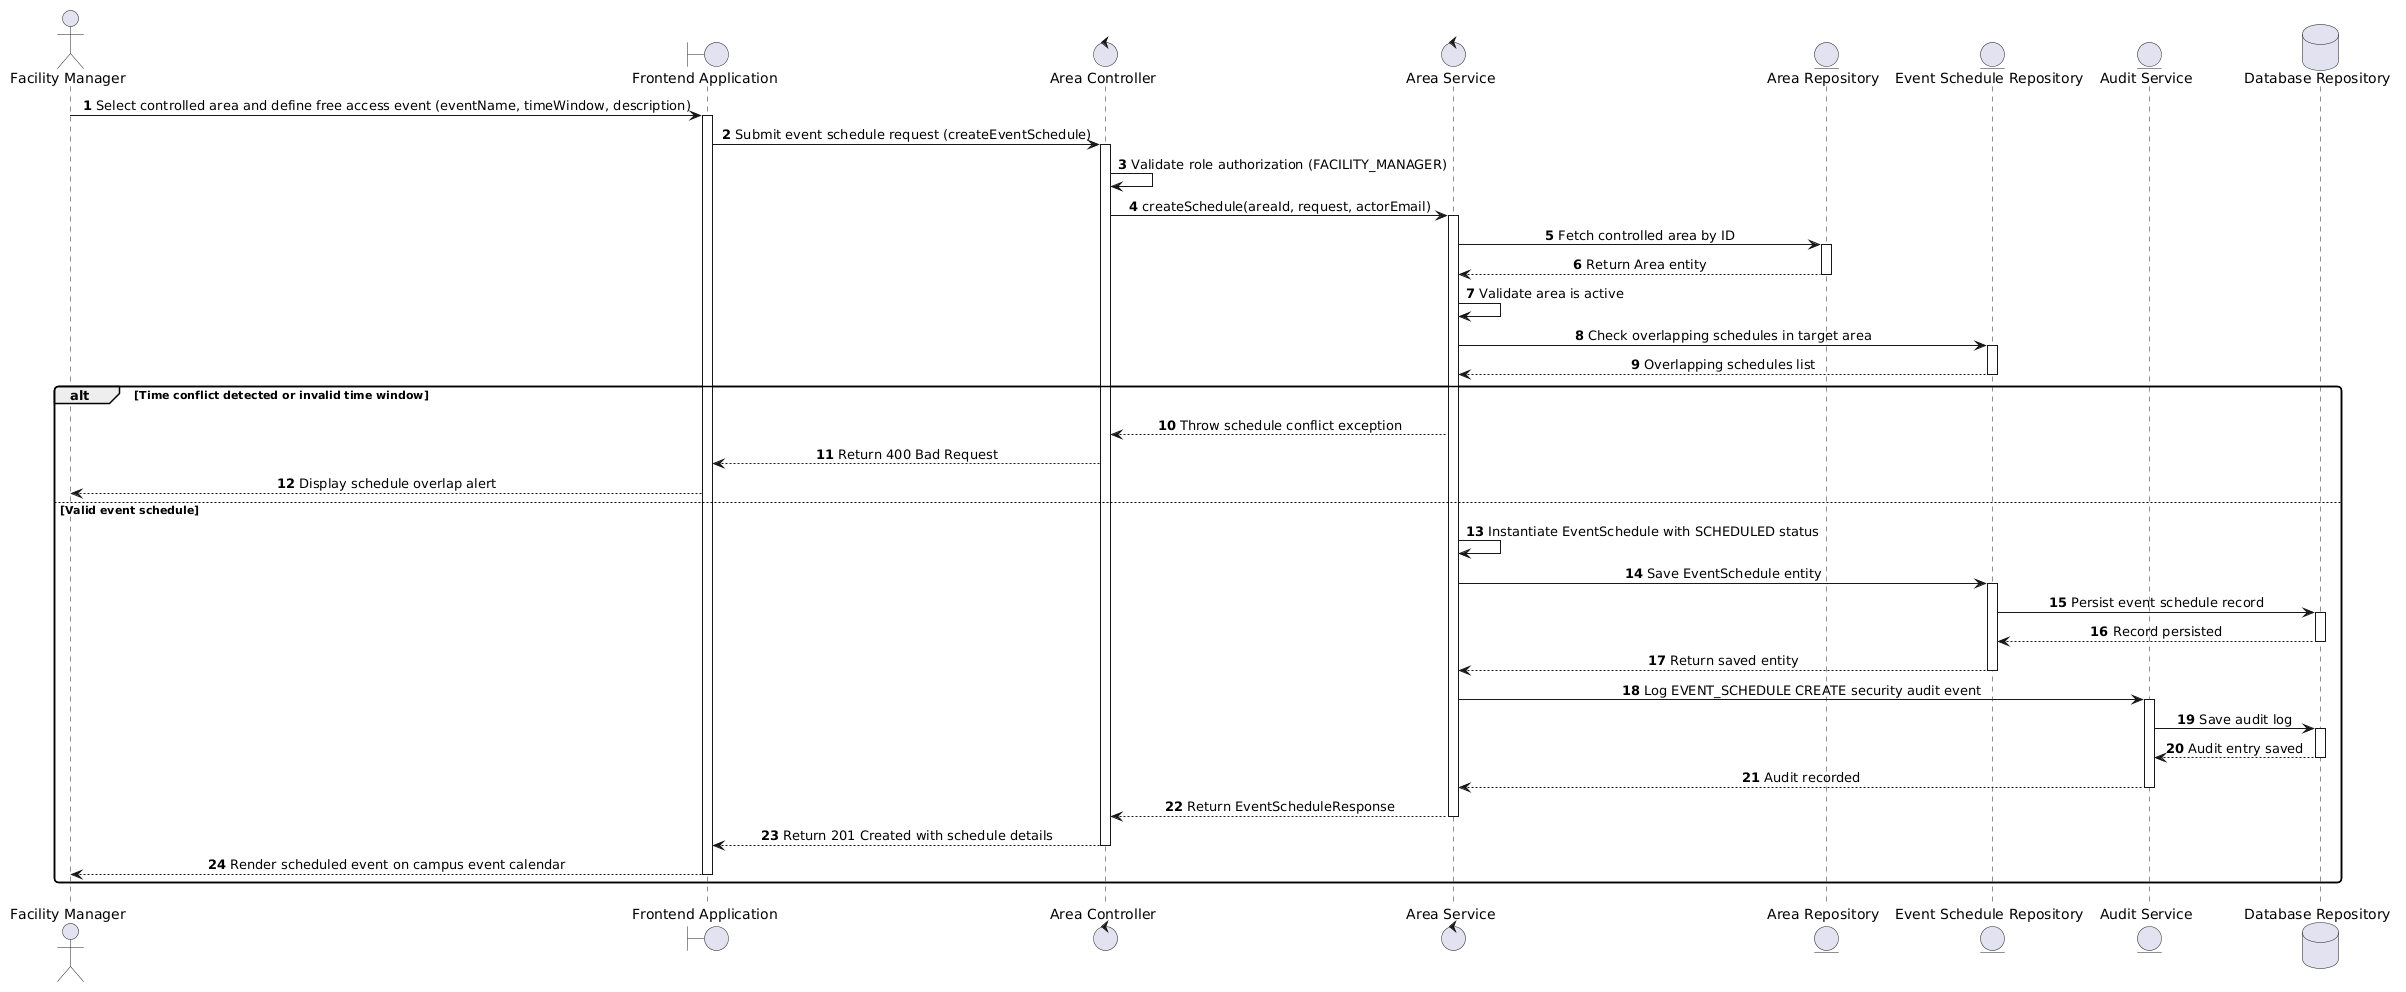 Facility Manager
Frontend Application
Area Controller
Area Service
Area Repository
Event Schedule Repository
Audit Service
Database Repository
1 Select controlled area and define free access event (eventName, timeWindow, description)
2 Submit event schedule request (createEventSchedule)
3 Validate role authorization (FACILITY_MANAGER)
4 createSchedule(areaId, request, actorEmail)
5 Fetch controlled area by ID
6 Return Area entity
7 Validate area is active
8 Check overlapping schedules in target area
9 Overlapping schedules list
alt [Time conflict detected or invalid time window]
10 Throw schedule conflict exception
11 Return 400 Bad Request
12 Display schedule overlap alert
[Valid event schedule]
13 Instantiate EventSchedule with SCHEDULED status
14 Save EventSchedule entity
15 Persist event schedule record
16 Record persisted
17 Return saved entity
18 Log EVENT_SCHEDULE CREATE security audit event
19 Save audit log
20 Audit entry saved
21 Audit recorded
22 Return EventScheduleResponse
23 Return 201 Created with schedule details
24 Render scheduled event on campus event calendar
Facility Manager
Frontend Application
Area Controller
Area Service
Area Repository
Event Schedule Repository
Audit Service
Database Repository